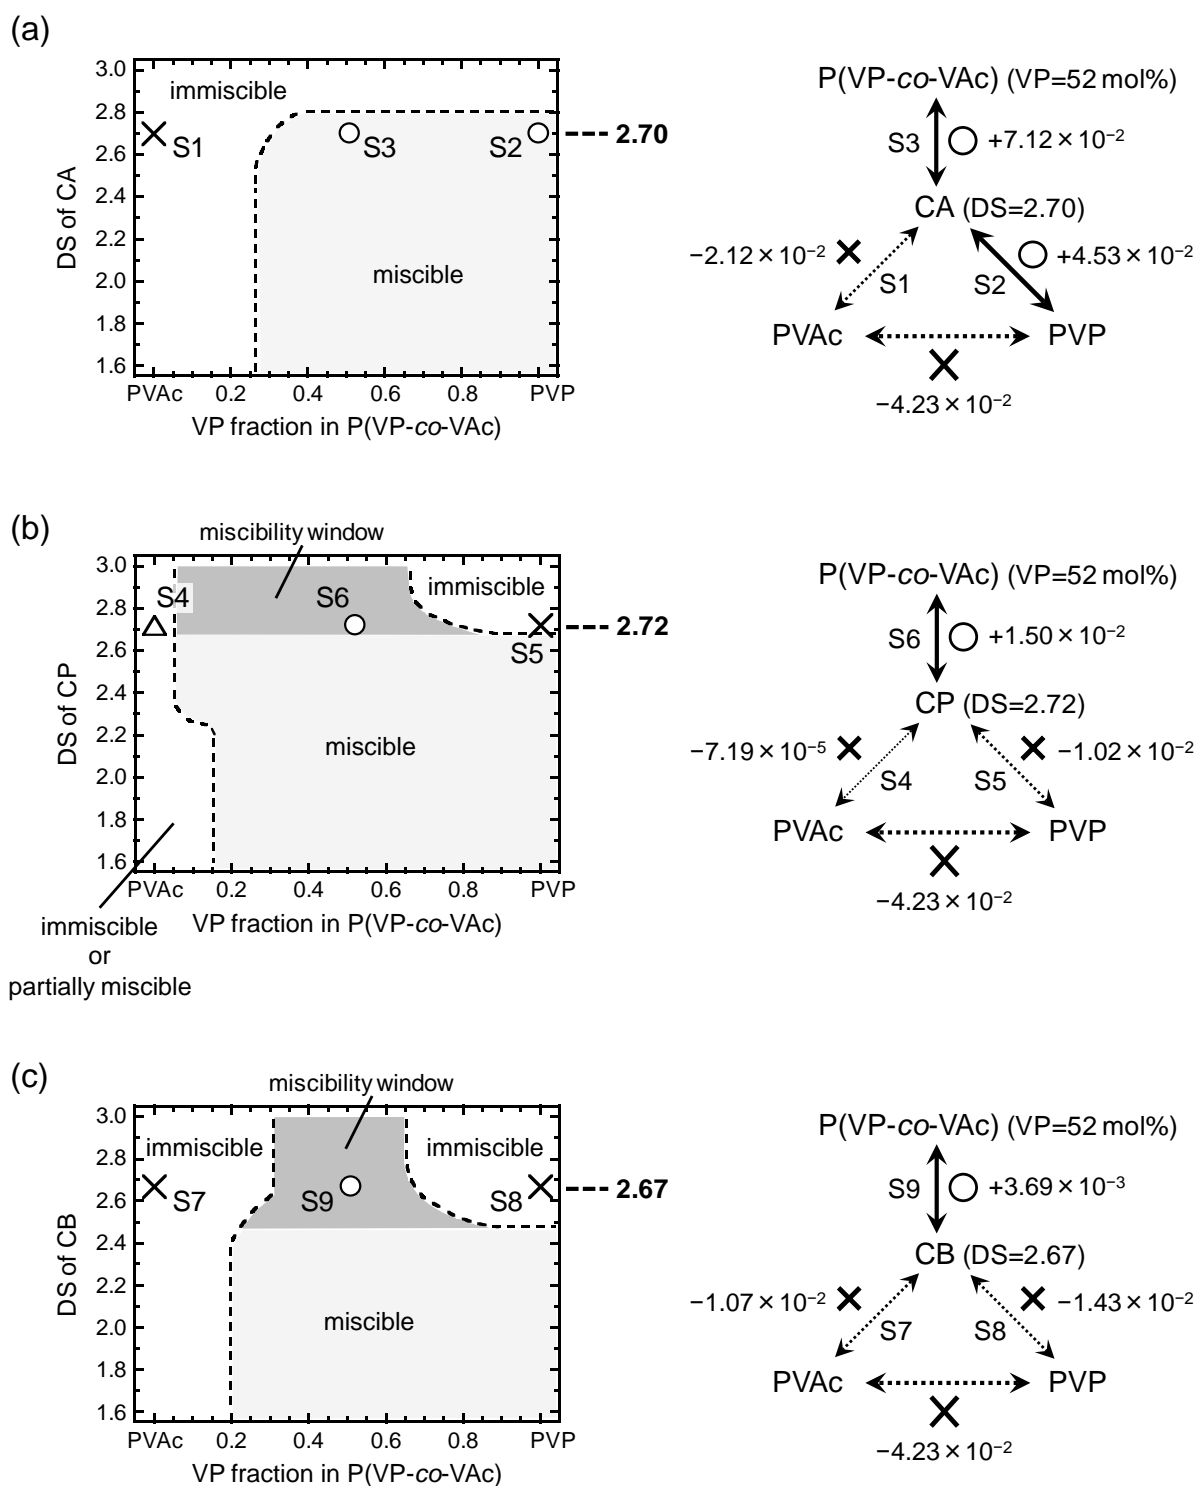 (a)
3.0
2.8
2.6
2.4
2.2
2.0
1.8
1.6
DS of CA
immiscible
S1
S3
S2
miscible
2.70
PVAc 0.2 0.4 0.6 0.8 PVP
VP fraction in P(VP-co-VAc)
P(VP-co-VAc) (VP=52 mol%)
S3 +7.12 × 10⁻²
CA (DS=2.70)
−2.12 × 10⁻² +4.53 × 10⁻²
S1 S2
PVAc PVP
−4.23 × 10⁻²
(b)
miscibility window
3.0
2.8
2.6
2.4
2.2
2.0
1.8
1.6
DS of CP
immiscible
S4
S6
S5
miscible
2.72
PVAc 0.2 0.4 0.6 0.8 PVP
VP fraction in P(VP-co-VAc)
immiscible
or
partially miscible
P(VP-co-VAc) (VP=52 mol%)
S6 +1.50 × 10⁻²
CP (DS=2.72)
−7.19 × 10⁻⁵ −1.02 × 10⁻²
S4 S5
PVAc PVP
−4.23 × 10⁻²
(c)
miscibility window
3.0
2.8
2.6
2.4
2.2
2.0
1.8
1.6
DS of CB
immiscible immiscible
S7
S9
S8
miscible
2.67
PVAc 0.2 0.4 0.6 0.8 PVP
VP fraction in P(VP-co-VAc)
P(VP-co-VAc) (VP=52 mol%)
S9 +3.69 × 10⁻³
CB (DS=2.67)
−1.07 × 10⁻² −1.43 × 10⁻²
S7 S8
PVAc PVP
−4.23 × 10⁻²